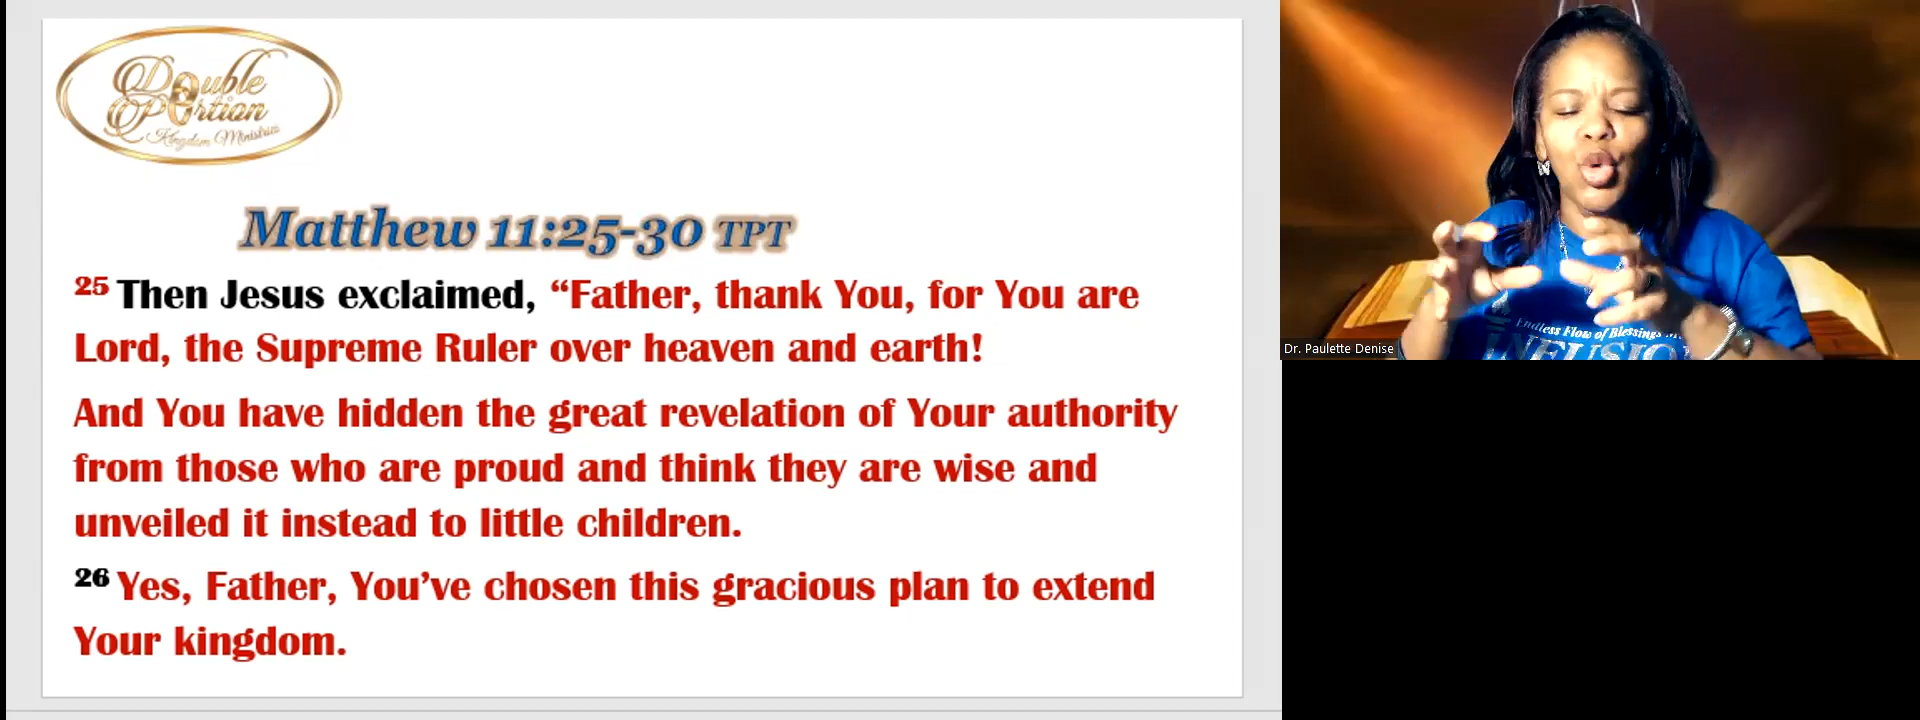 Double
Portion
Kingdom Ministries
Matthew 11:25-30 TPT
25 Then Jesus exclaimed, “Father, thank You, for You are
Lord, the Supreme Ruler over heaven and earth!
And You have hidden the great revelation of Your authority
from those who are proud and think they are wise and
unveiled it instead to little children.
26 Yes, Father, You’ve chosen this gracious plan to extend
Your kingdom.
Endless Flow of Blessings
Dr. Paulette Denise